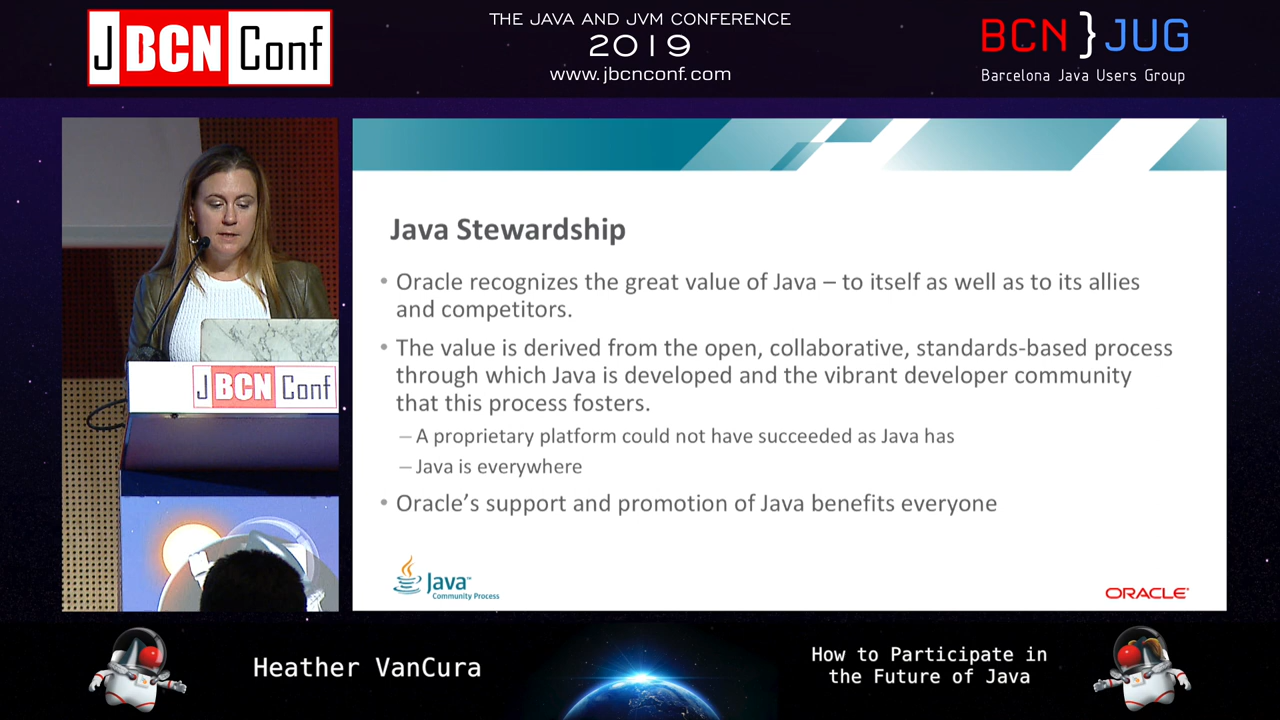 J BCN Conf
THE JAVA AND JVM CONFERENCE
2019
www.jbcnconf.com
BCN } JUG
Barcelona Java Users Group
J BCN Conf
Java Stewardship
• Oracle recognizes the great value of Java – to itself as well as to its allies
and competitors.
• The value is derived from the open, collaborative, standards-based process
through which Java is developed and the vibrant developer community
that this process fosters.
– A proprietary platform could not have succeeded as Java has
– Java is everywhere
• Oracle's support and promotion of Java benefits everyone
Java™
Community Process
ORACLE®
Heather VanCura
How to Participate in
the Future of Java